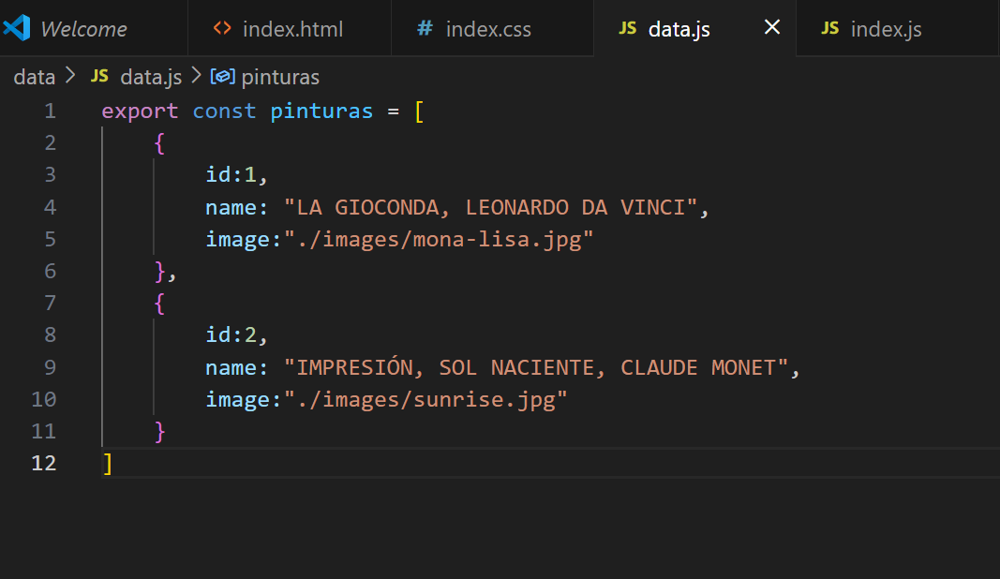 Welcome <> index.html # index.css JS data.js × JS index.js
data > JS data.js > pinturas
1 export const pinturas = [
2 {
3 id:1,
4 name: "LA GIOCONDA, LEONARDO DA VINCI",
5 image:"./images/mona-lisa.jpg"
6 },
7 {
8 id:2,
9 name: "IMPRESIÓN, SOL NACIENTE, CLAUDE MONET",
10 image:"./images/sunrise.jpg"
11 }
12 ]